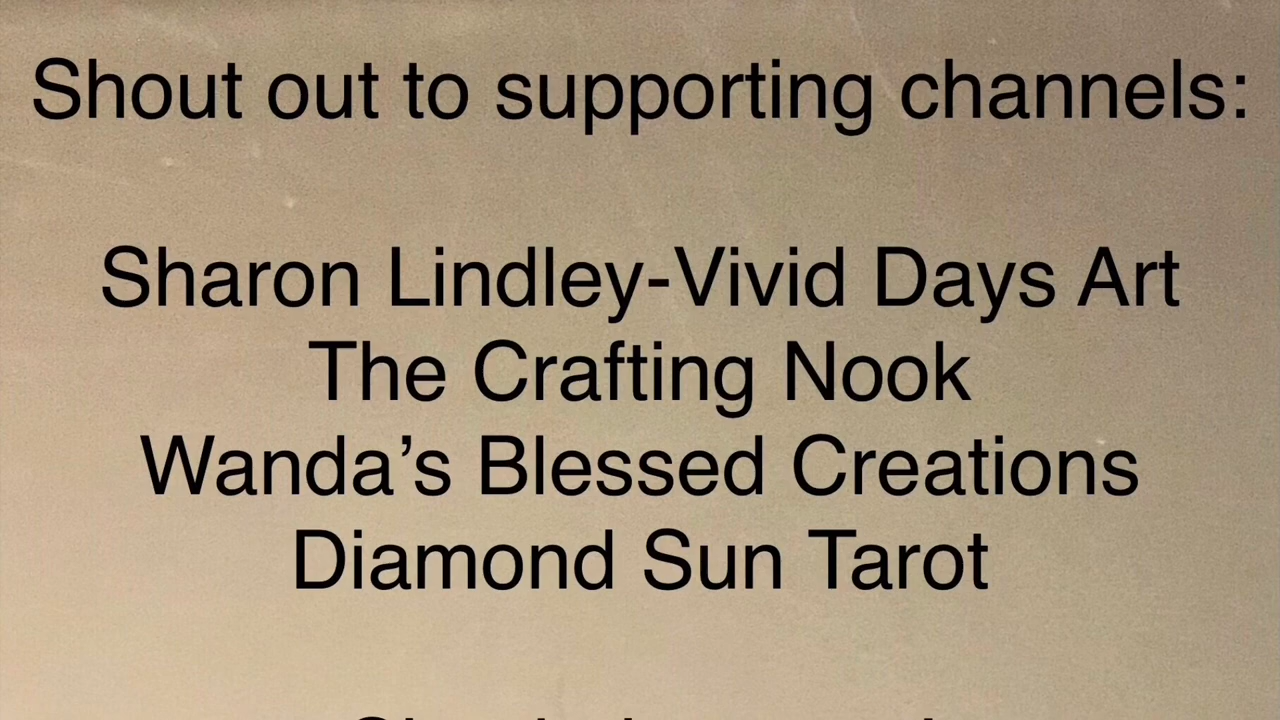 Shout out to supporting channels:
Sharon Lindley-Vivid Days Art
The Crafting Nook
Wanda’s Blessed Creations
Diamond Sun Tarot